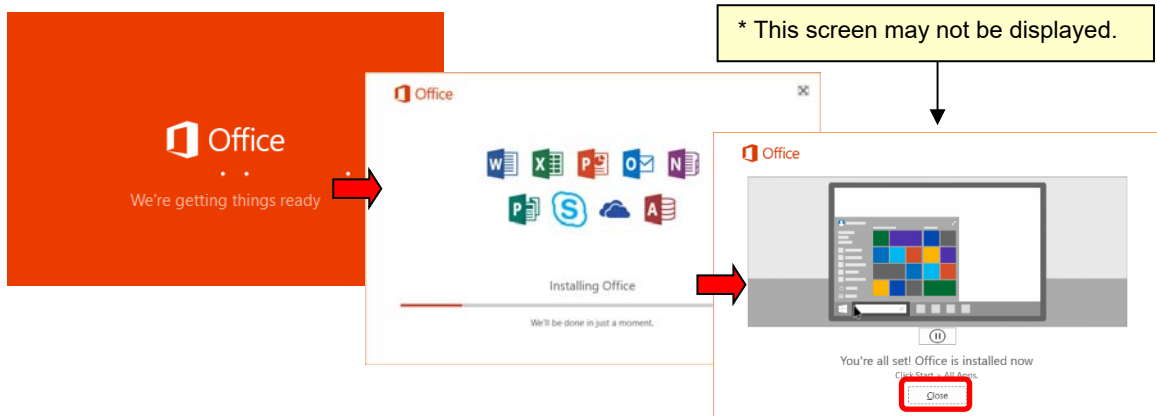 * This screen may not be displayed.
Office
We're getting things ready
Office
Installing Office
We'll be done in just a moment.
Office
You're all set! Office is installed now
Click Start > All Apps.
Close